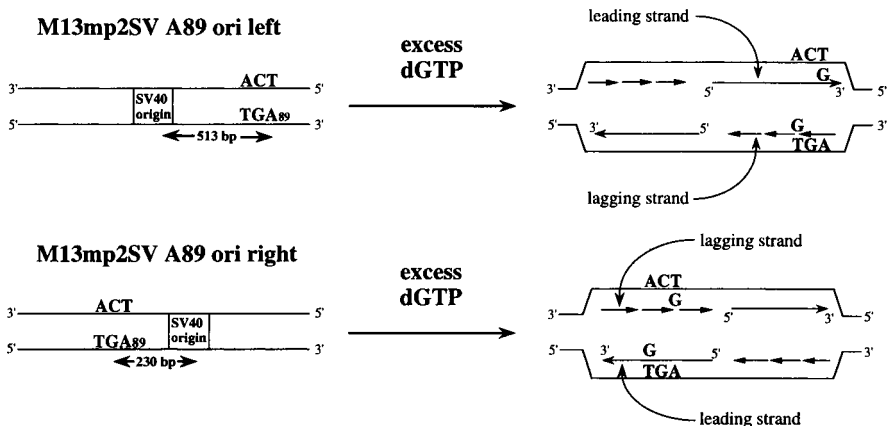 M13mp2SV A89 ori left
3' ACT 5'
SV40
origin
5' TGA89 3'
513 bp
excess
dGTP
leading strand
3' ACT 5'
G
5' 3'
3' 5' G
5' TGA 3'
lagging strand
M13mp2SV A89 ori right
3' ACT 5'
SV40
origin
5' TGA89 3'
230 bp
excess
dGTP
lagging strand
ACT
3' G 5'
5' 3'
3' G 5'
5' TGA 3'
leading strand